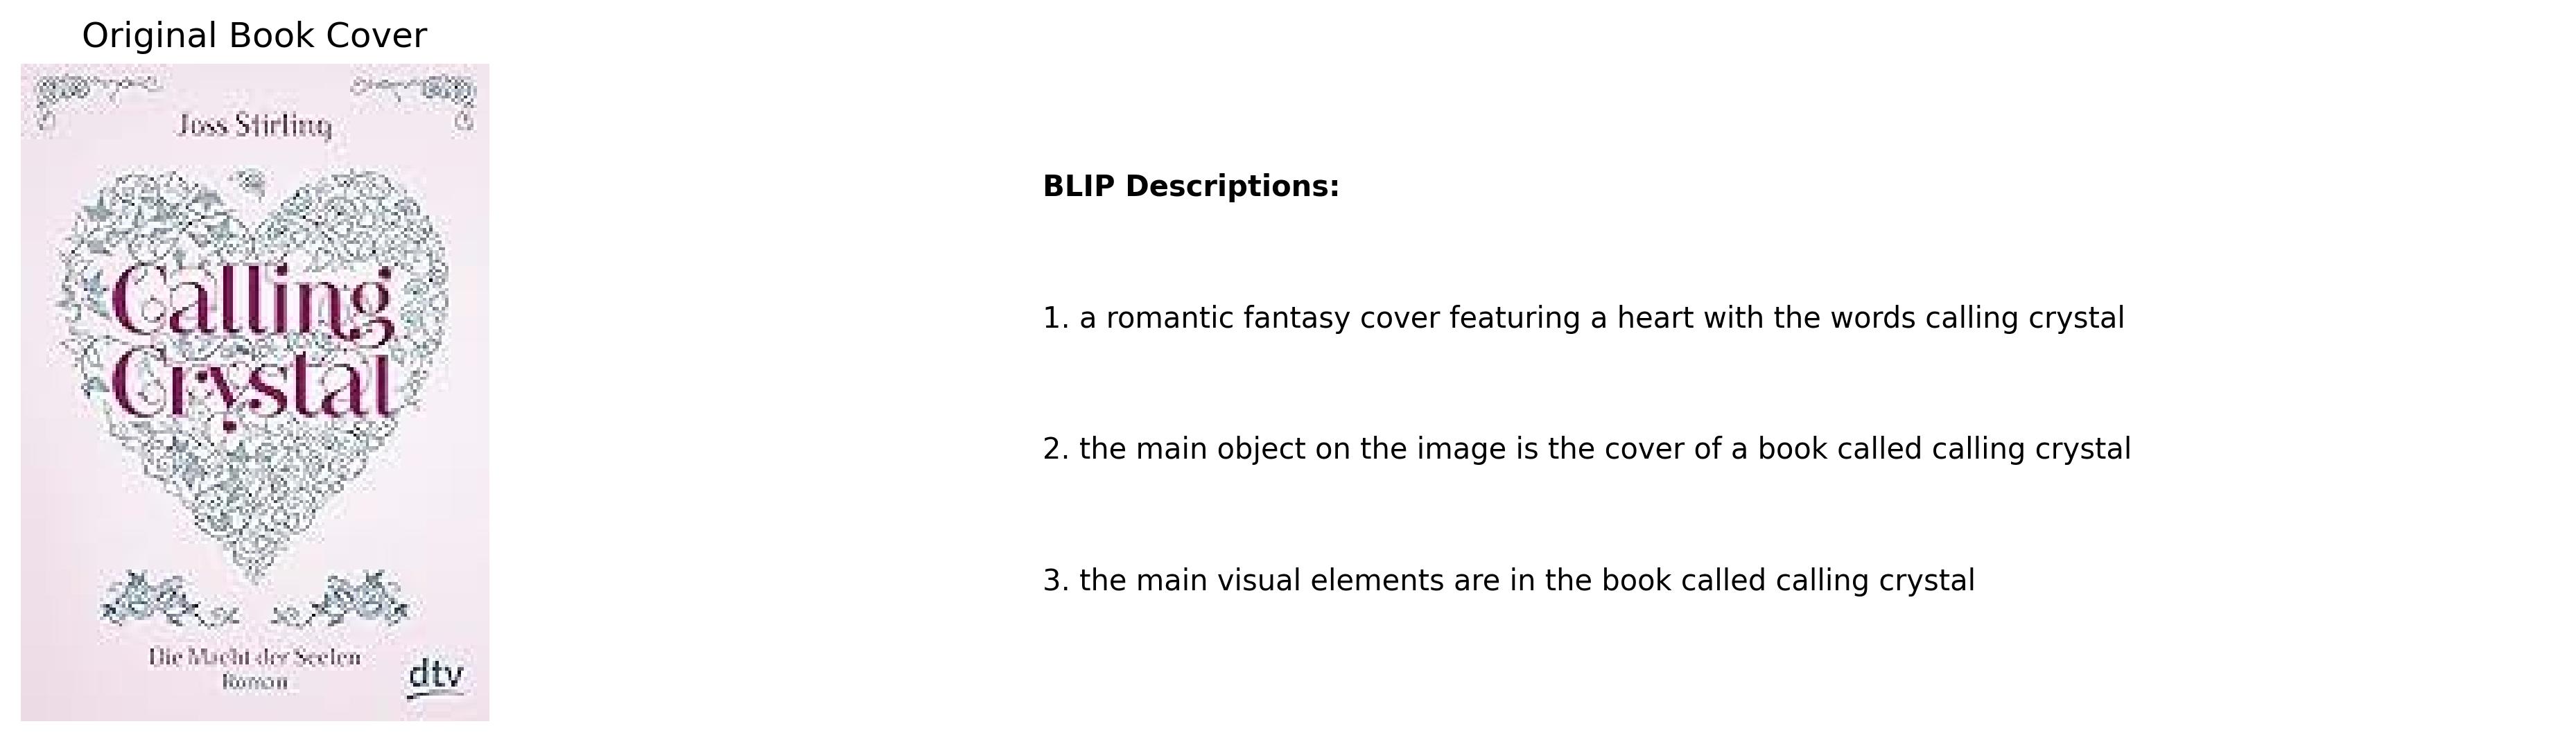 Original Book Cover
Joss Stirling
Calling
Crystal
Die Macht der Seelen
Roman
dtv
BLIP Descriptions:
1. a romantic fantasy cover featuring a heart with the words calling crystal
2. the main object on the image is the cover of a book called calling crystal
3. the main visual elements are in the book called calling crystal